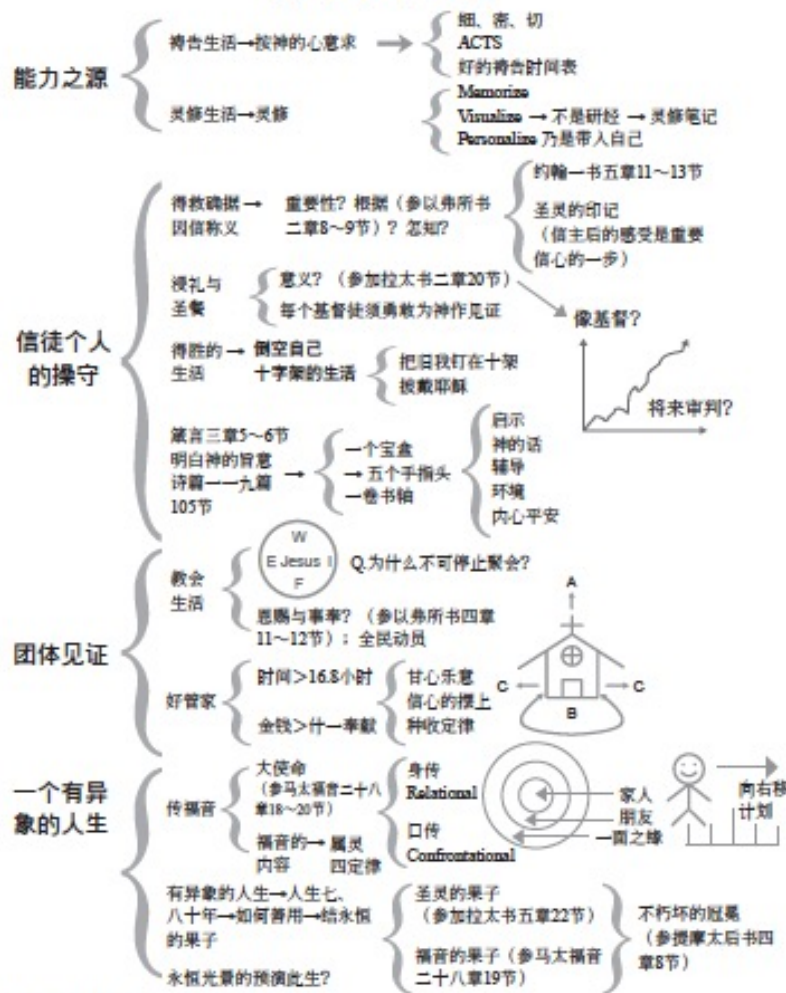 能力之源
祷告生活→按神的心意求 →
细、密、切
ACTS
好的祷告时间表
灵修生活→灵修
Memorize
Visualize → 不是研经 → 灵修笔记
Personalize 乃是带入自己
信徒个人
的操守
得救确据 →
因信称义
重要性?根据(参以弗所书
二章8~9节)?怎知?
约翰一书五章11~13节
圣灵的印记
(信主后的感受是重要
信心的一步)
浸礼与
圣餐
意义?(参加拉太书二章20节)
每个基督徒须勇敢为神作见证
像基督?
将来审判?
得胜的 → 倒空自己
生活 十字架的生活
把旧我钉在十架
披戴耶稣
箴言三章5~6节
明白神的旨意
诗篇一一九篇 →
105节
一个宝盒
→ 五个手指头
一卷书轴
启示
神的话
辅导
环境
内心平安
团体见证
教会
生活
W
E Jesus I
F
Q.为什么不可停止聚会?
恩赐与事奉?(参以弗所书四章
11~12节);全民动员
好管家
时间>16.8小时
金钱>什一奉献
甘心乐意
信心的摆上
种收定律
A
C C
B
一个有异
象的人生
传福音
大使命
(参马太福音二十八
章18~20节)
福音的→ 属灵
内容 四定律
身传
Relational
口传
Confrontational
家人
朋友
一面之缘
向右移
计划
有异象的人生→人生七、
八十年→如何善用→结永恒
的果子
圣灵的果子
(参加拉太书五章22节)
福音的果子(参马太福音
二十八章19节)
不朽坏的冠冕
(参提摩太后书四
章8节)
永恒光景的预演此生?